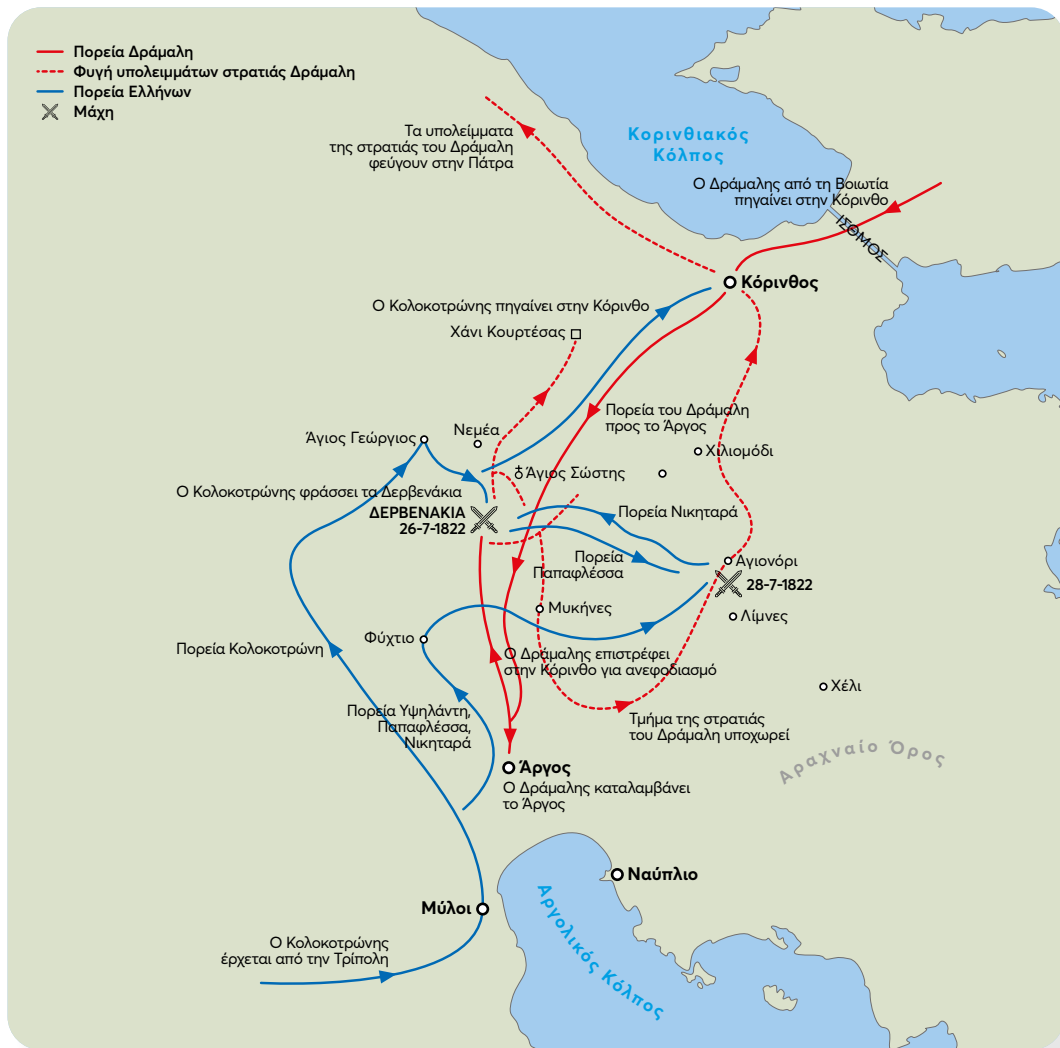 Πορεία Δράμαλη
Φυγή υπολειμμάτων στρατιάς Δράμαλη
Πορεία Ελλήνων
Μάχη
Τα υπολείμματα
της στρατιάς του Δράμαλη
φεύγουν στην Πάτρα
Κορινθιακός
Κόλπος
Ο Δράμαλης από τη Βοιωτία
πηγαίνει στην Κόρινθο
ΙΣΘΜΟΣ
Κόρινθος
Ο Κολοκοτρώνης πηγαίνει στην Κόρινθο
Χάνι Κουρτέσας
Πορεία του Δράμαλη
προς το Άργος
Άγιος Γεώργιος
Νεμέα
Χιλιομόδι
Άγιος Σώστης
Ο Κολοκοτρώνης φράσσει τα Δερβενάκια
ΔΕΡΒΕΝΑΚΙΑ
26-7-1822
Πορεία Νικηταρά
Πορεία
Παπαφλέσσα
Αγιονόρι
28-7-1822
Μυκήνες
Λίμνες
Φύχτιο
Πορεία Κολοκοτρώνη
Ο Δράμαλης επιστρέφει
στην Κόρινθο για ανεφοδιασμό
Χέλι
Πορεία Υψηλάντη,
Παπαφλέσσα,
Νικηταρά
Τμήμα της στρατιάς
του Δράμαλη υποχωρεί
Αραχναίο Όρος
Άργος
Ο Δράμαλης καταλαμβάνει
το Άργος
Ναύπλιο
Μύλοι
Αργολικός Κόλπος
Ο Κολοκοτρώνης
έρχεται από την Τρίπολη